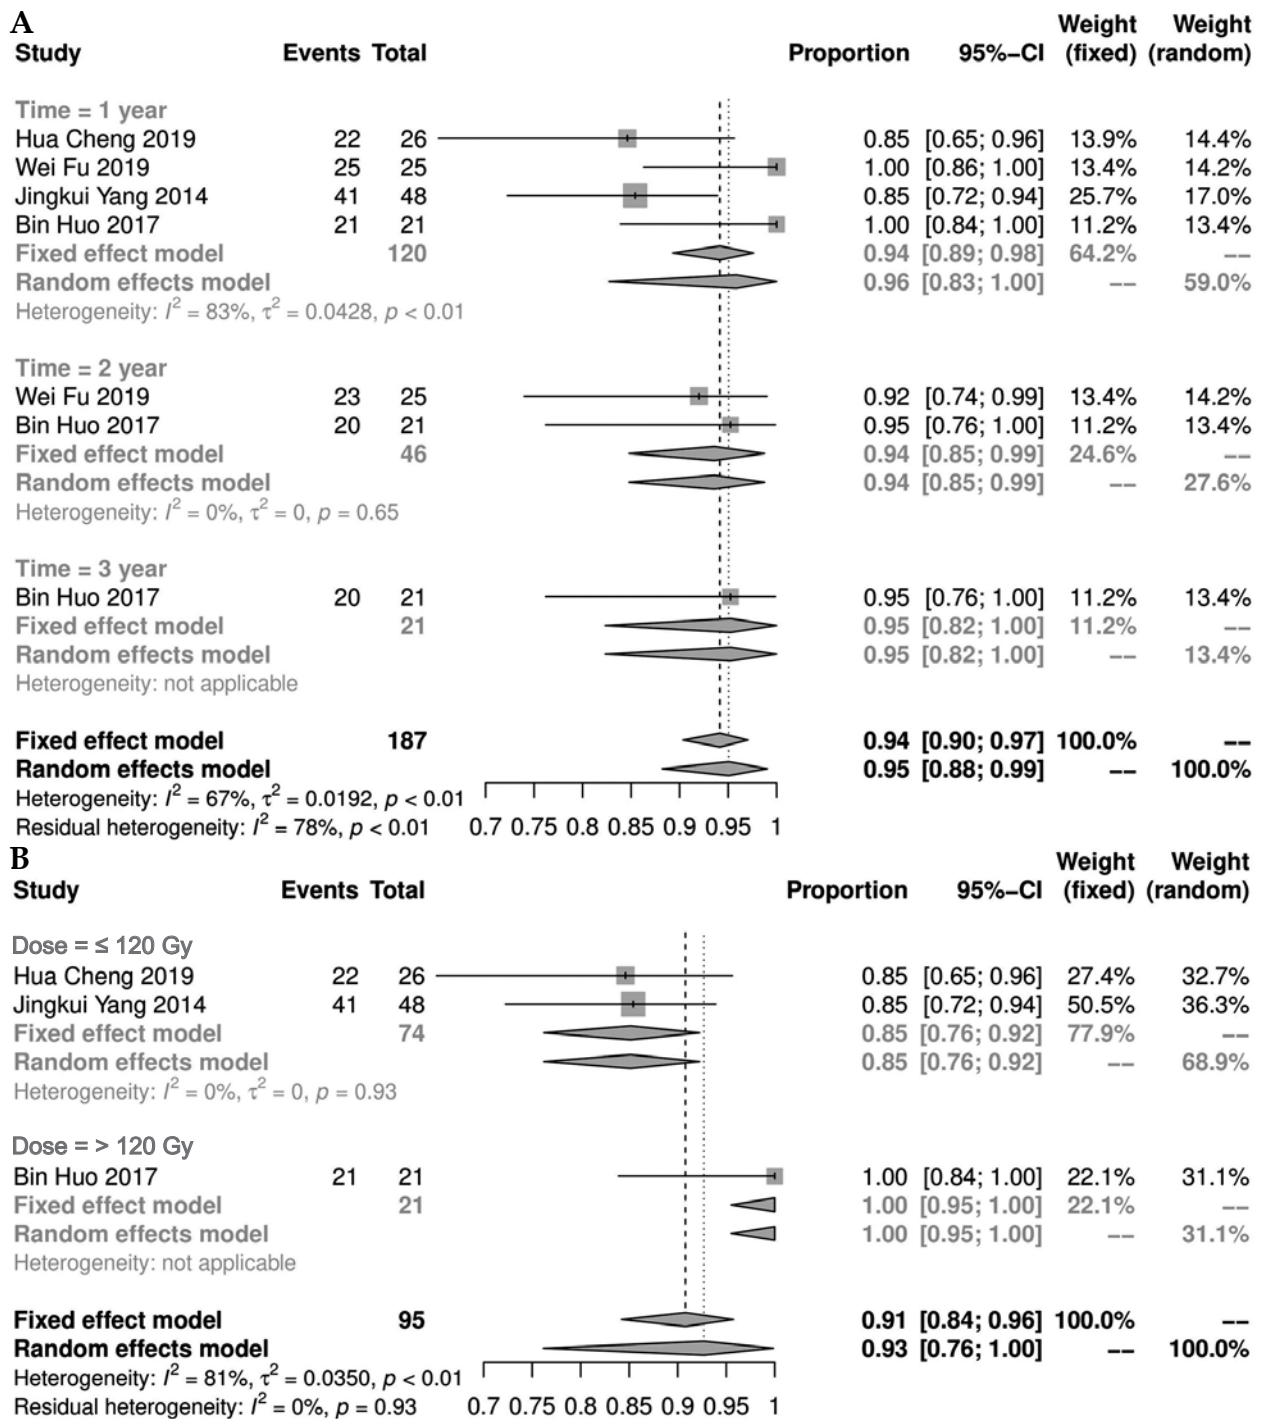 A
Weight Weight
Study Events Total Proportion 95%−CI (fixed) (random)
Time = 1 year
Hua Cheng 2019 22 26 0.85 [0.65; 0.96] 13.9% 14.4%
Wei Fu 2019 25 25 1.00 [0.86; 1.00] 13.4% 14.2%
Jingkui Yang 2014 41 48 0.85 [0.72; 0.94] 25.7% 17.0%
Bin Huo 2017 21 21 1.00 [0.84; 1.00] 11.2% 13.4%
Fixed effect model 120 0.94 [0.89; 0.98] 64.2% −−
Random effects model 0.96 [0.83; 1.00] −− 59.0%
Heterogeneity: I² = 83%, τ² = 0.0428, p < 0.01
Time = 2 year
Wei Fu 2019 23 25 0.92 [0.74; 0.99] 13.4% 14.2%
Bin Huo 2017 20 21 0.95 [0.76; 1.00] 11.2% 13.4%
Fixed effect model 46 0.94 [0.85; 0.99] 24.6% −−
Random effects model 0.94 [0.85; 0.99] −− 27.6%
Heterogeneity: I² = 0%, τ² = 0, p = 0.65
Time = 3 year
Bin Huo 2017 20 21 0.95 [0.76; 1.00] 11.2% 13.4%
Fixed effect model 21 0.95 [0.82; 1.00] 11.2% −−
Random effects model 0.95 [0.82; 1.00] −− 13.4%
Heterogeneity: not applicable
Fixed effect model 187 0.94 [0.90; 0.97] 100.0% −−
Random effects model 0.95 [0.88; 0.99] −− 100.0%
Heterogeneity: I² = 67%, τ² = 0.0192, p < 0.01
Residual heterogeneity: I² = 78%, p < 0.01 0.7 0.75 0.8 0.85 0.9 0.95 1
B
Weight Weight
Study Events Total Proportion 95%−CI (fixed) (random)
Dose = ≤ 120 Gy
Hua Cheng 2019 22 26 0.85 [0.65; 0.96] 27.4% 32.7%
Jingkui Yang 2014 41 48 0.85 [0.72; 0.94] 50.5% 36.3%
Fixed effect model 74 0.85 [0.76; 0.92] 77.9% −−
Random effects model 0.85 [0.76; 0.92] −− 68.9%
Heterogeneity: I² = 0%, τ² = 0, p = 0.93
Dose = > 120 Gy
Bin Huo 2017 21 21 1.00 [0.84; 1.00] 22.1% 31.1%
Fixed effect model 21 1.00 [0.95; 1.00] 22.1% −−
Random effects model 1.00 [0.95; 1.00] −− 31.1%
Heterogeneity: not applicable
Fixed effect model 95 0.91 [0.84; 0.96] 100.0% −−
Random effects model 0.93 [0.76; 1.00] −− 100.0%
Heterogeneity: I² = 81%, τ² = 0.0350, p < 0.01
Residual heterogeneity: I² = 0%, p = 0.93 0.7 0.75 0.8 0.85 0.9 0.95 1